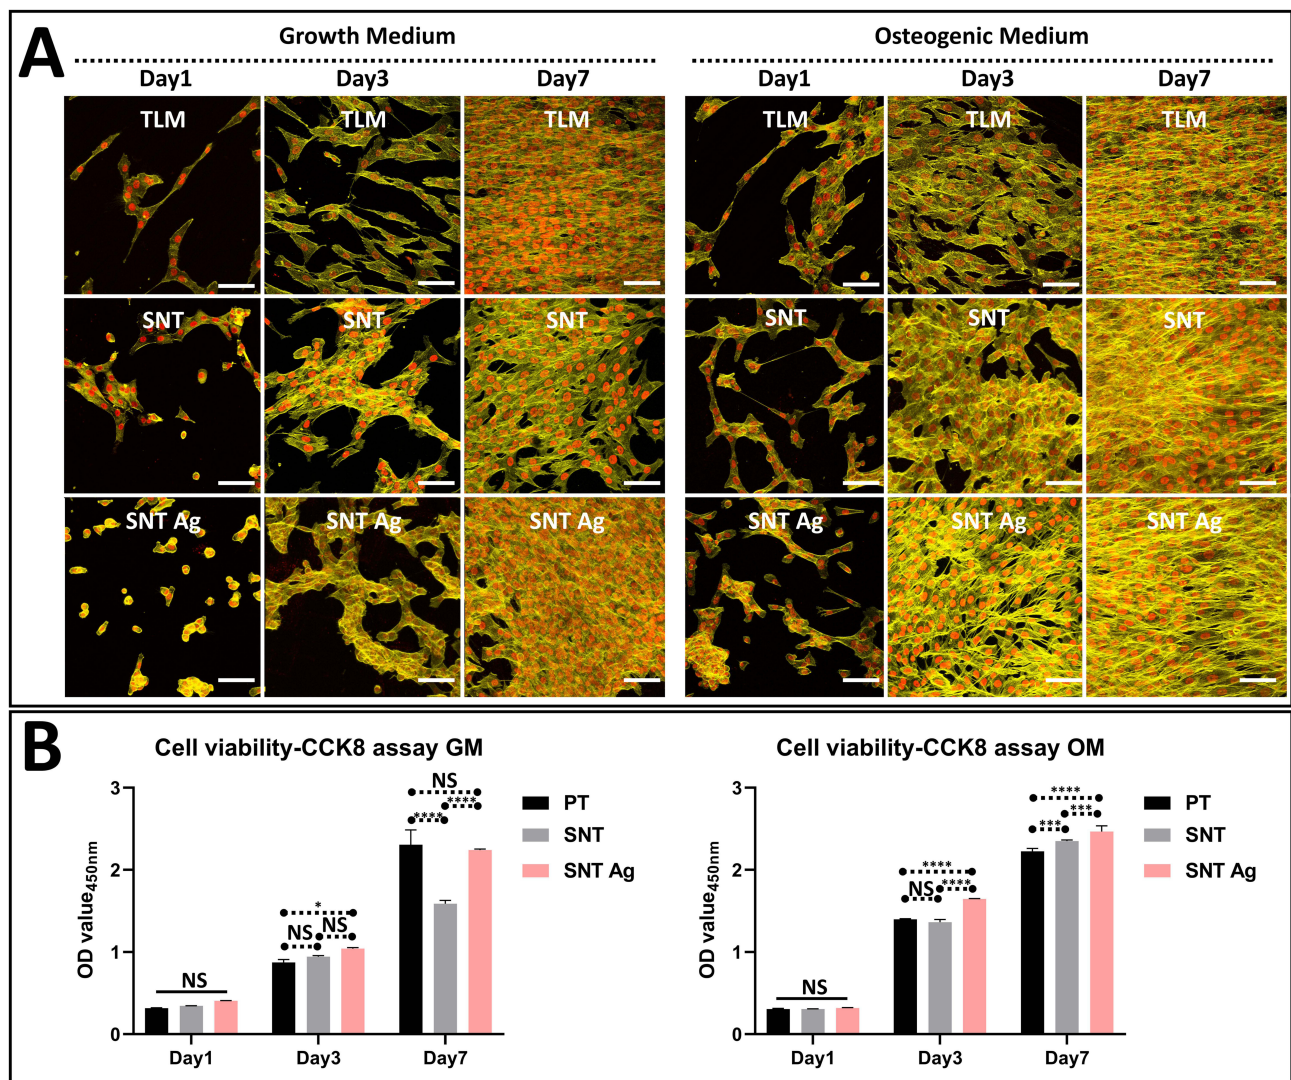 A
Growth Medium
Osteogenic Medium
Day1 Day3 Day7
Day1 Day3 Day7
TLM TLM TLM
TLM TLM TLM
SNT SNT SNT
SNT SNT SNT
SNT Ag SNT Ag SNT Ag
SNT Ag SNT Ag SNT Ag
B
Cell viability-CCK8 assay GM
OD value450nm
3
2
1
0
NS
NS NS
*
**** ****
NS
Day1 Day3 Day7
PT
SNT
SNT Ag
Cell viability-CCK8 assay OM
OD value450nm
3
2
1
0
NS
****
NS ****
****
*** ***
Day1 Day3 Day7
PT
SNT
SNT Ag